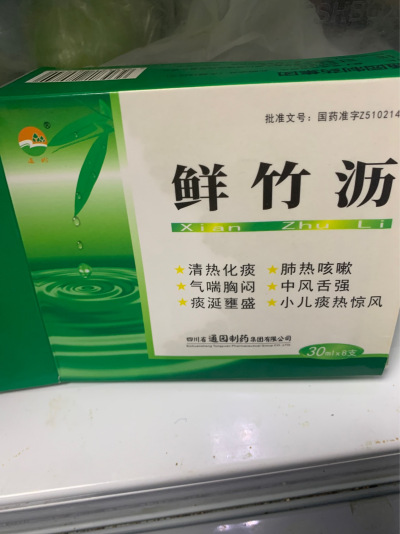 批准文号：国药准字Z510214
鲜竹沥
Xian Zhu Li
★清热化痰 ★肺热咳嗽
★气喘胸闷 ★中风舌强
★痰涎壅盛 ★小儿痰热惊风
四川省通园制药集团有限公司
30ml×8支